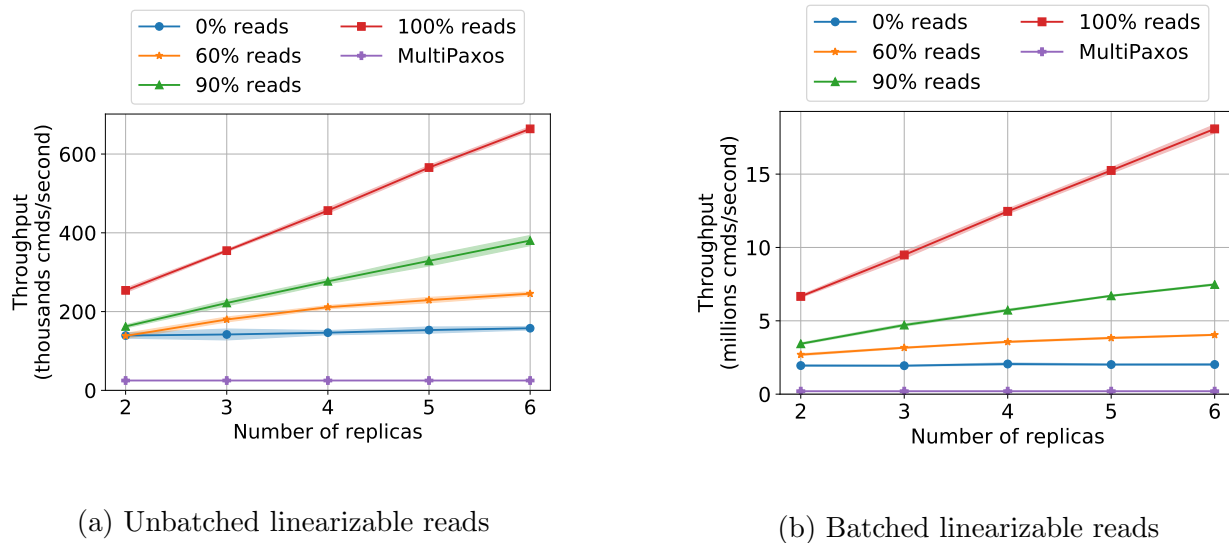 0% reads
60% reads
90% reads
100% reads
MultiPaxos
Throughput
(thousands cmds/second)
600
400
200
0
2
3
4
5
6
Number of replicas
(a) Unbatched linearizable reads
0% reads
60% reads
90% reads
100% reads
MultiPaxos
Throughput
(millions cmds/second)
15
10
5
0
2
3
4
5
6
Number of replicas
(b) Batched linearizable reads